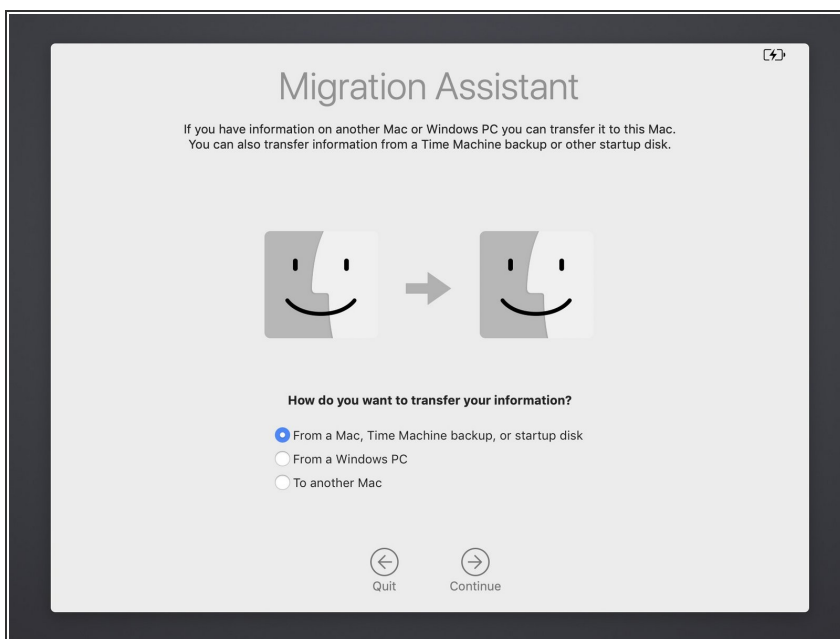 Migration Assistant
If you have information on another Mac or Windows PC you can transfer it to this Mac.
You can also transfer information from a Time Machine backup or other startup disk.
How do you want to transfer your information?
From a Mac, Time Machine backup, or startup disk
From a Windows PC
To another Mac
Quit Continue